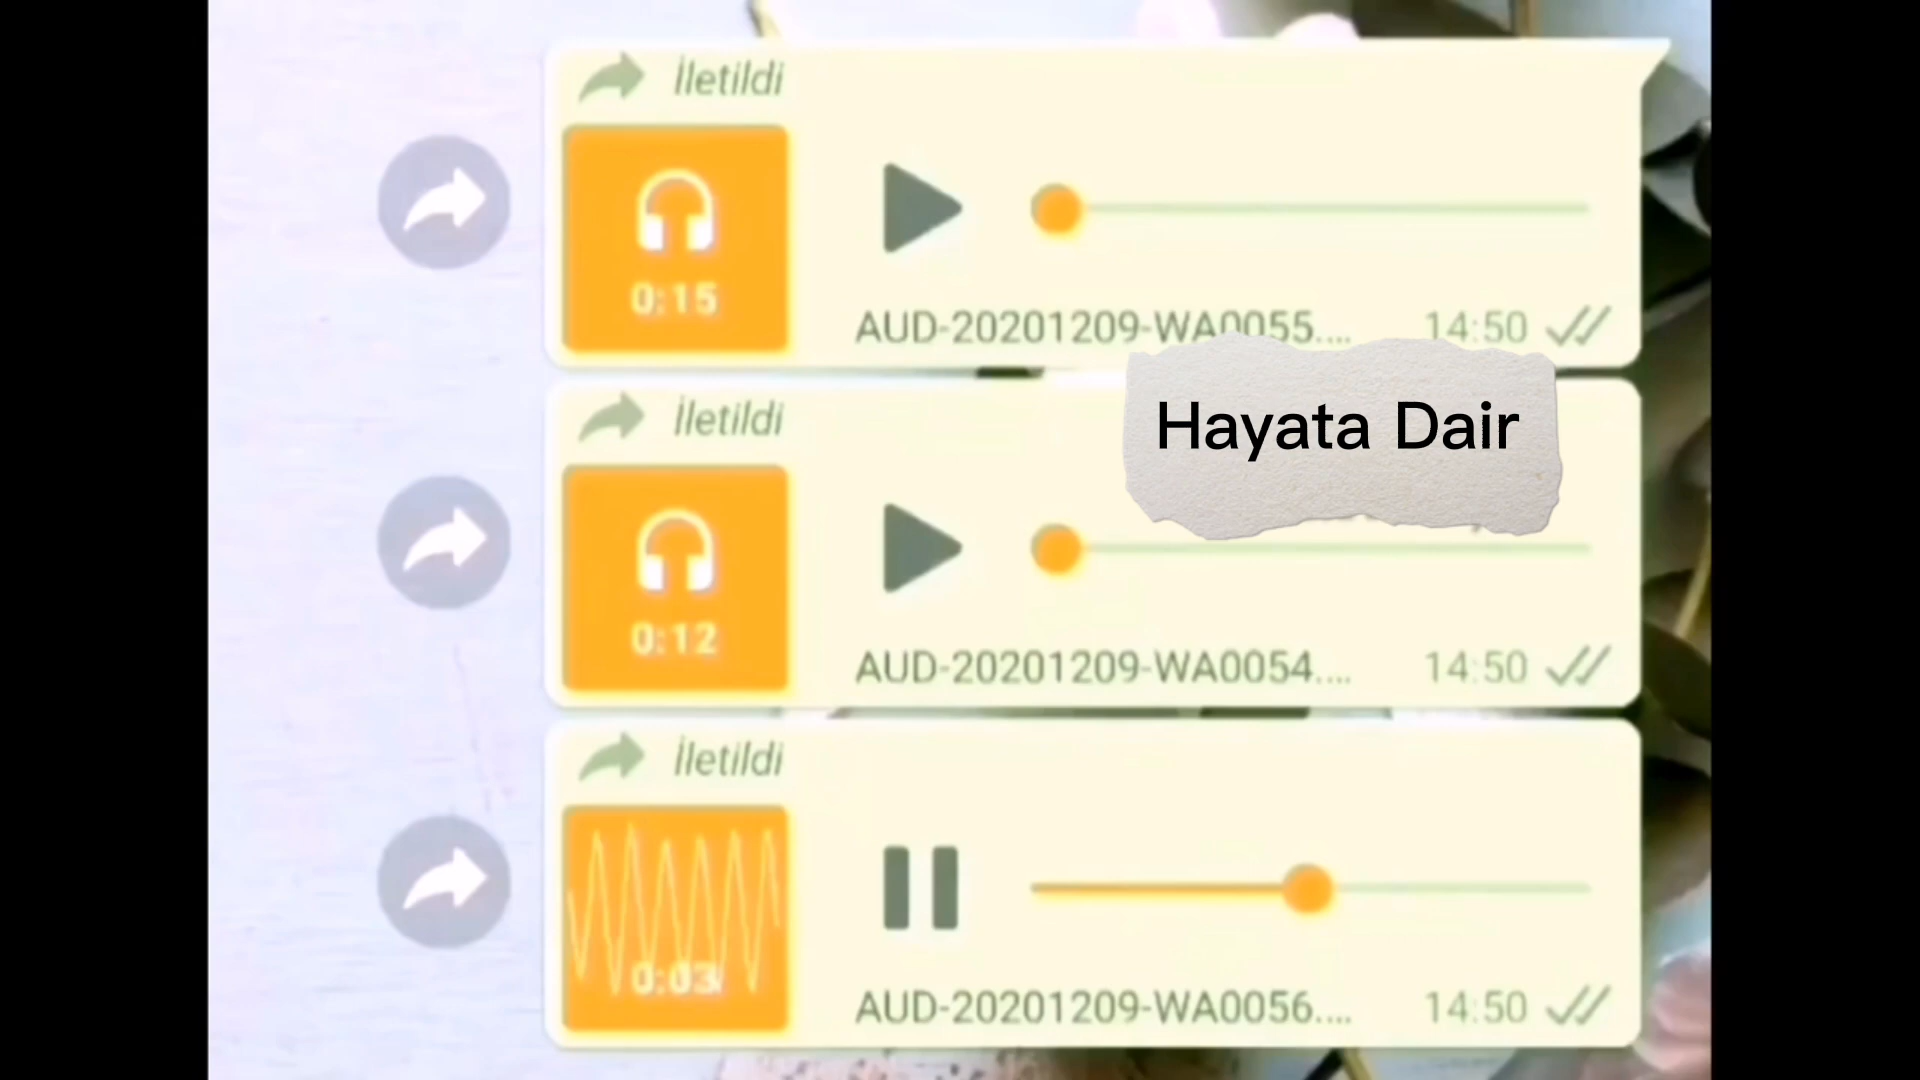 İletildi
0:15
AUD-20201209-WA0055.... 14:50
Hayata Dair
İletildi
0:12
AUD-20201209-WA0054.... 14:50
İletildi
0:03
AUD-20201209-WA0056.... 14:50